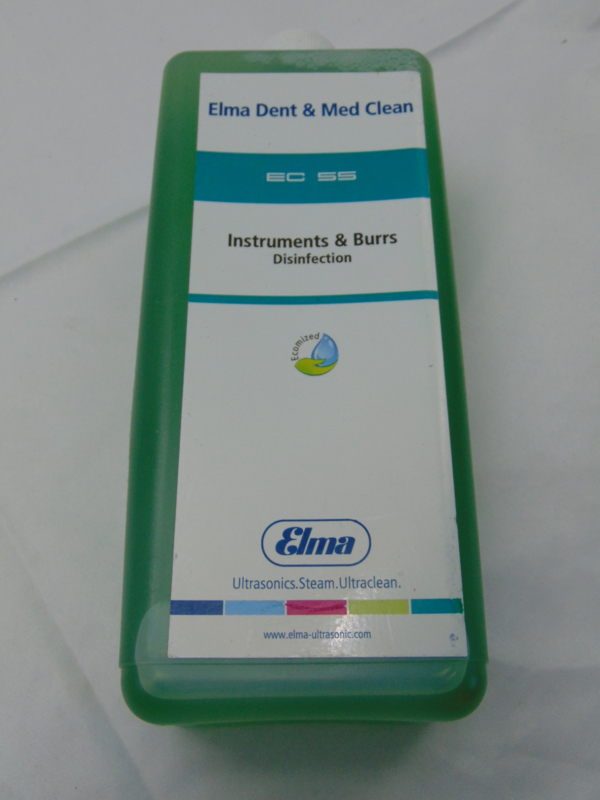 Elma Dent & Med Clean
EC 55
Instruments & Burrs
Disinfection
Ecomized
Elma
Ultrasonics.Steam.Ultraclean.
www.elma-ultrasonic.com